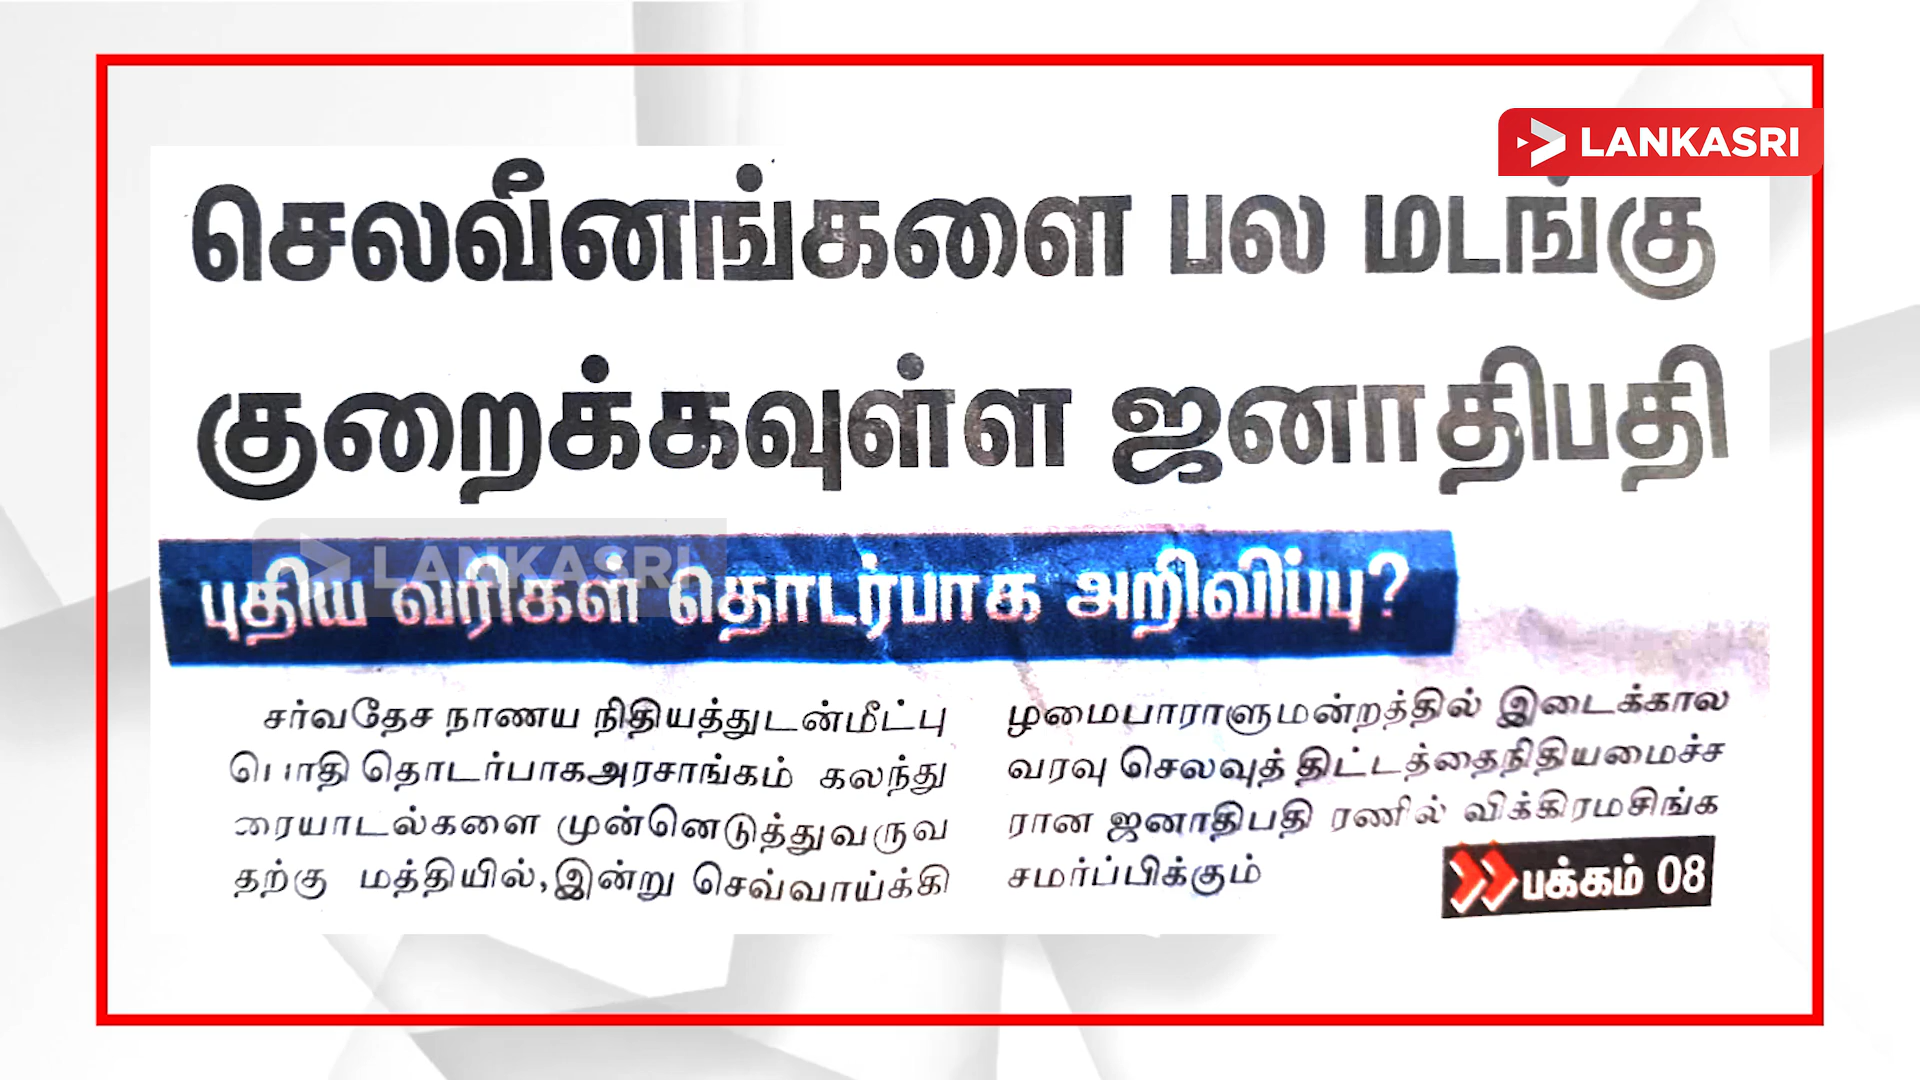 LANKASRI
செலவீனங்களை பல மடங்கு
குறைக்கவுள்ள ஜனாதிபதி
LANKASRI
புதிய வரிகள் தொடர்பாக அறிவிப்பு?
சர்வதேச நாணய நிதியத்துடன்மீட்பு
பொதி தொடர்பாகஅரசாங்கம் கலந்து
ரையாடல்களை முன்னெடுத்துவருவ
தற்கு மத்தியில்,இன்று செவ்வாய்க்கி
ழமைபாராளுமன்றத்தில் இடைக்கால
வரவு செலவுத் திட்டத்தைநிதியமைச்ச
ரான ஜனாதிபதி ரணில் விக்கிரமசிங்க
சமர்ப்பிக்கும்
பக்கம் 08